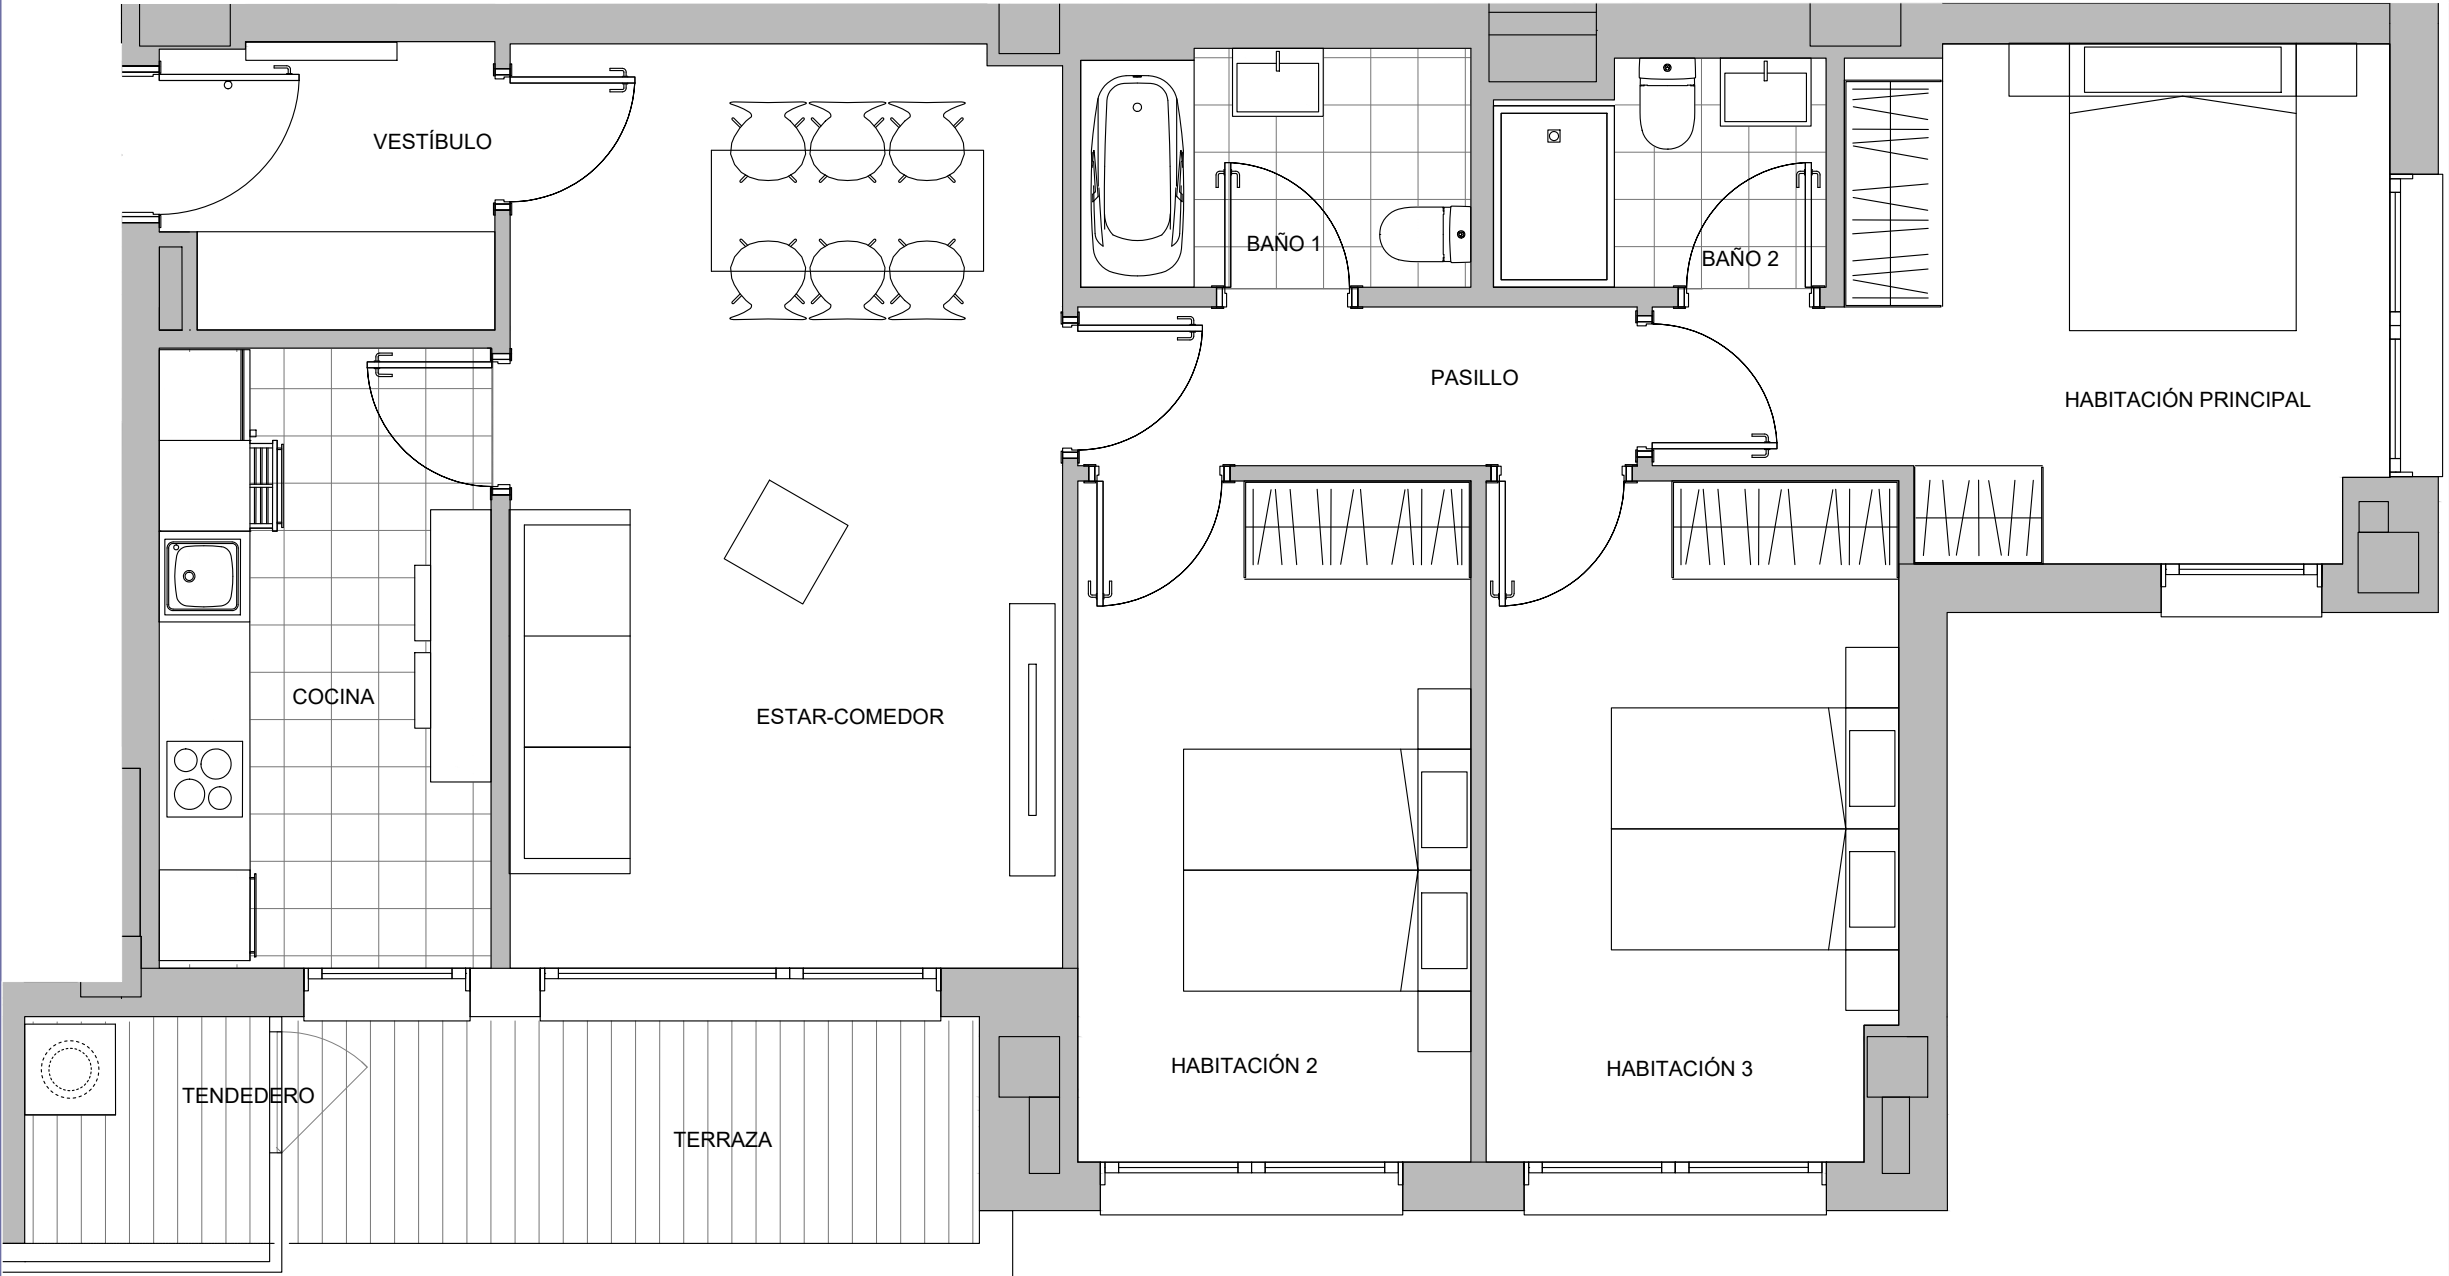 VESTÍBULO
BAÑO 1
BAÑO 2
PASILLO
HABITACIÓN PRINCIPAL
COCINA
ESTAR-COMEDOR
HABITACIÓN 2
HABITACIÓN 3
TENDEDERO
TERRAZA